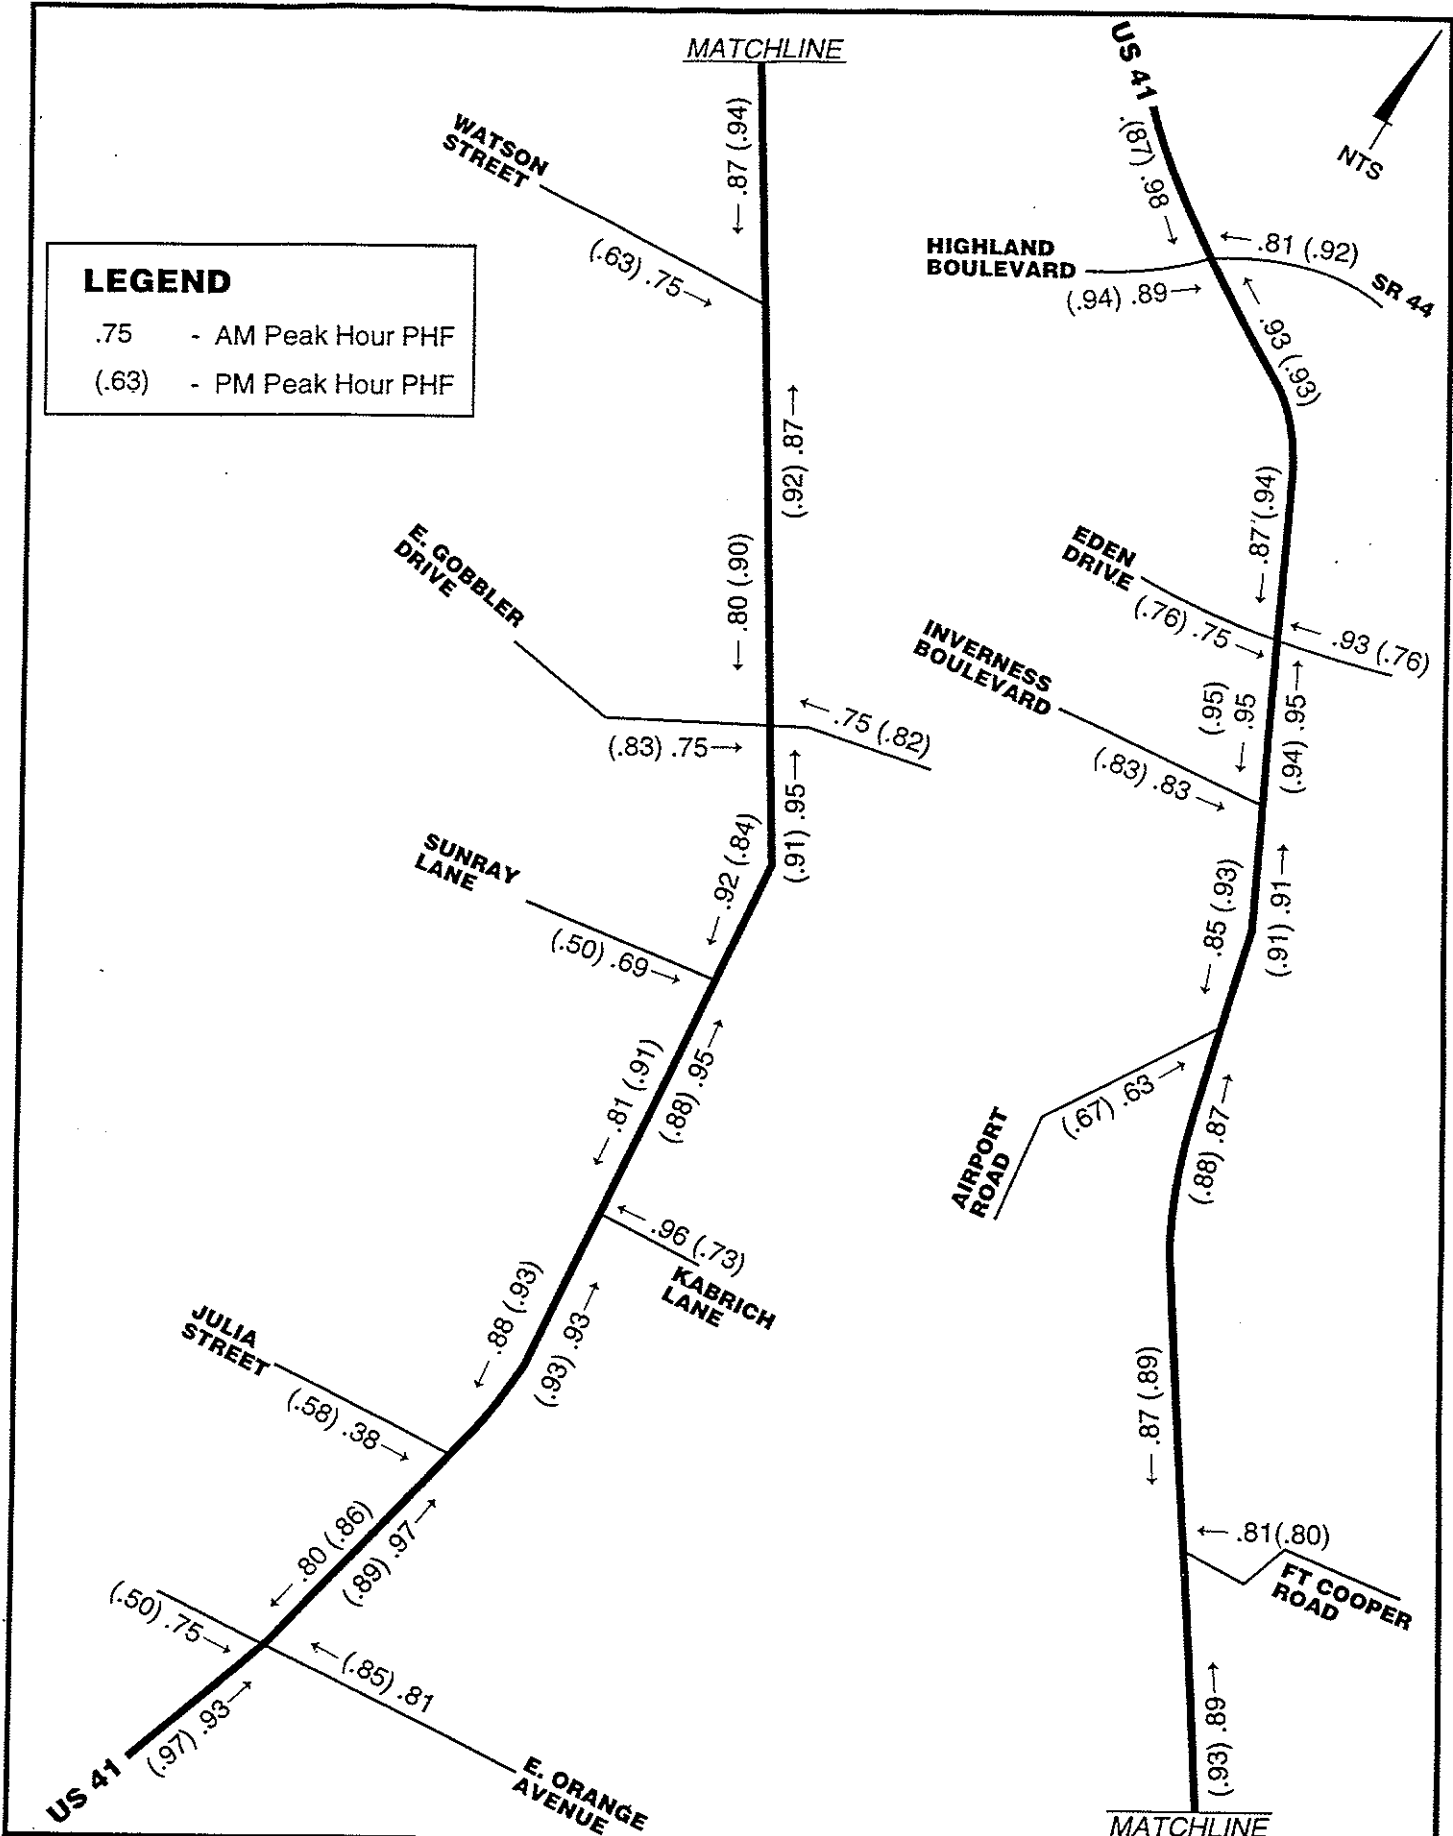 MATCHLINE
WATSON
STREET
.87 (.94)
(.63) .75
LEGEND
.75 - AM Peak Hour PHF
(.63) - PM Peak Hour PHF
(.92) .87
E. GOBBLER
DRIVE
.80 (.90)
.75 (.82)
(.83) .75
(.91) .95
SUNRAY
LANE
.92 (.84)
(.50) .69
.81 (.91)
(.88) .95
.96 (.73)
KABRICH
LANE
.88 (.93)
(.93) .93
JULIA
STREET
(.58) .38
.80 (.86)
(.89) .97
(.50) .75
(.85) .81
(.97) .93
US 41
E. ORANGE
AVENUE
US 41
NTS
.(87) .98
HIGHLAND
BOULEVARD
.81 (.92)
(.94) .89
SR 44
.93 (.93)
.87 (.94)
EDEN
DRIVE
(.76) .75
.93 (.76)
INVERNESS
BOULEVARD
(.95)
.95
(.94) .95
(.83) .83
.85 (.93)
(.91) .91
(.67) .63
AIRPORT
ROAD
(.88) .87
.87 (.89)
.81(.80)
FT COOPER
ROAD
(.93) .89
MATCHLINE